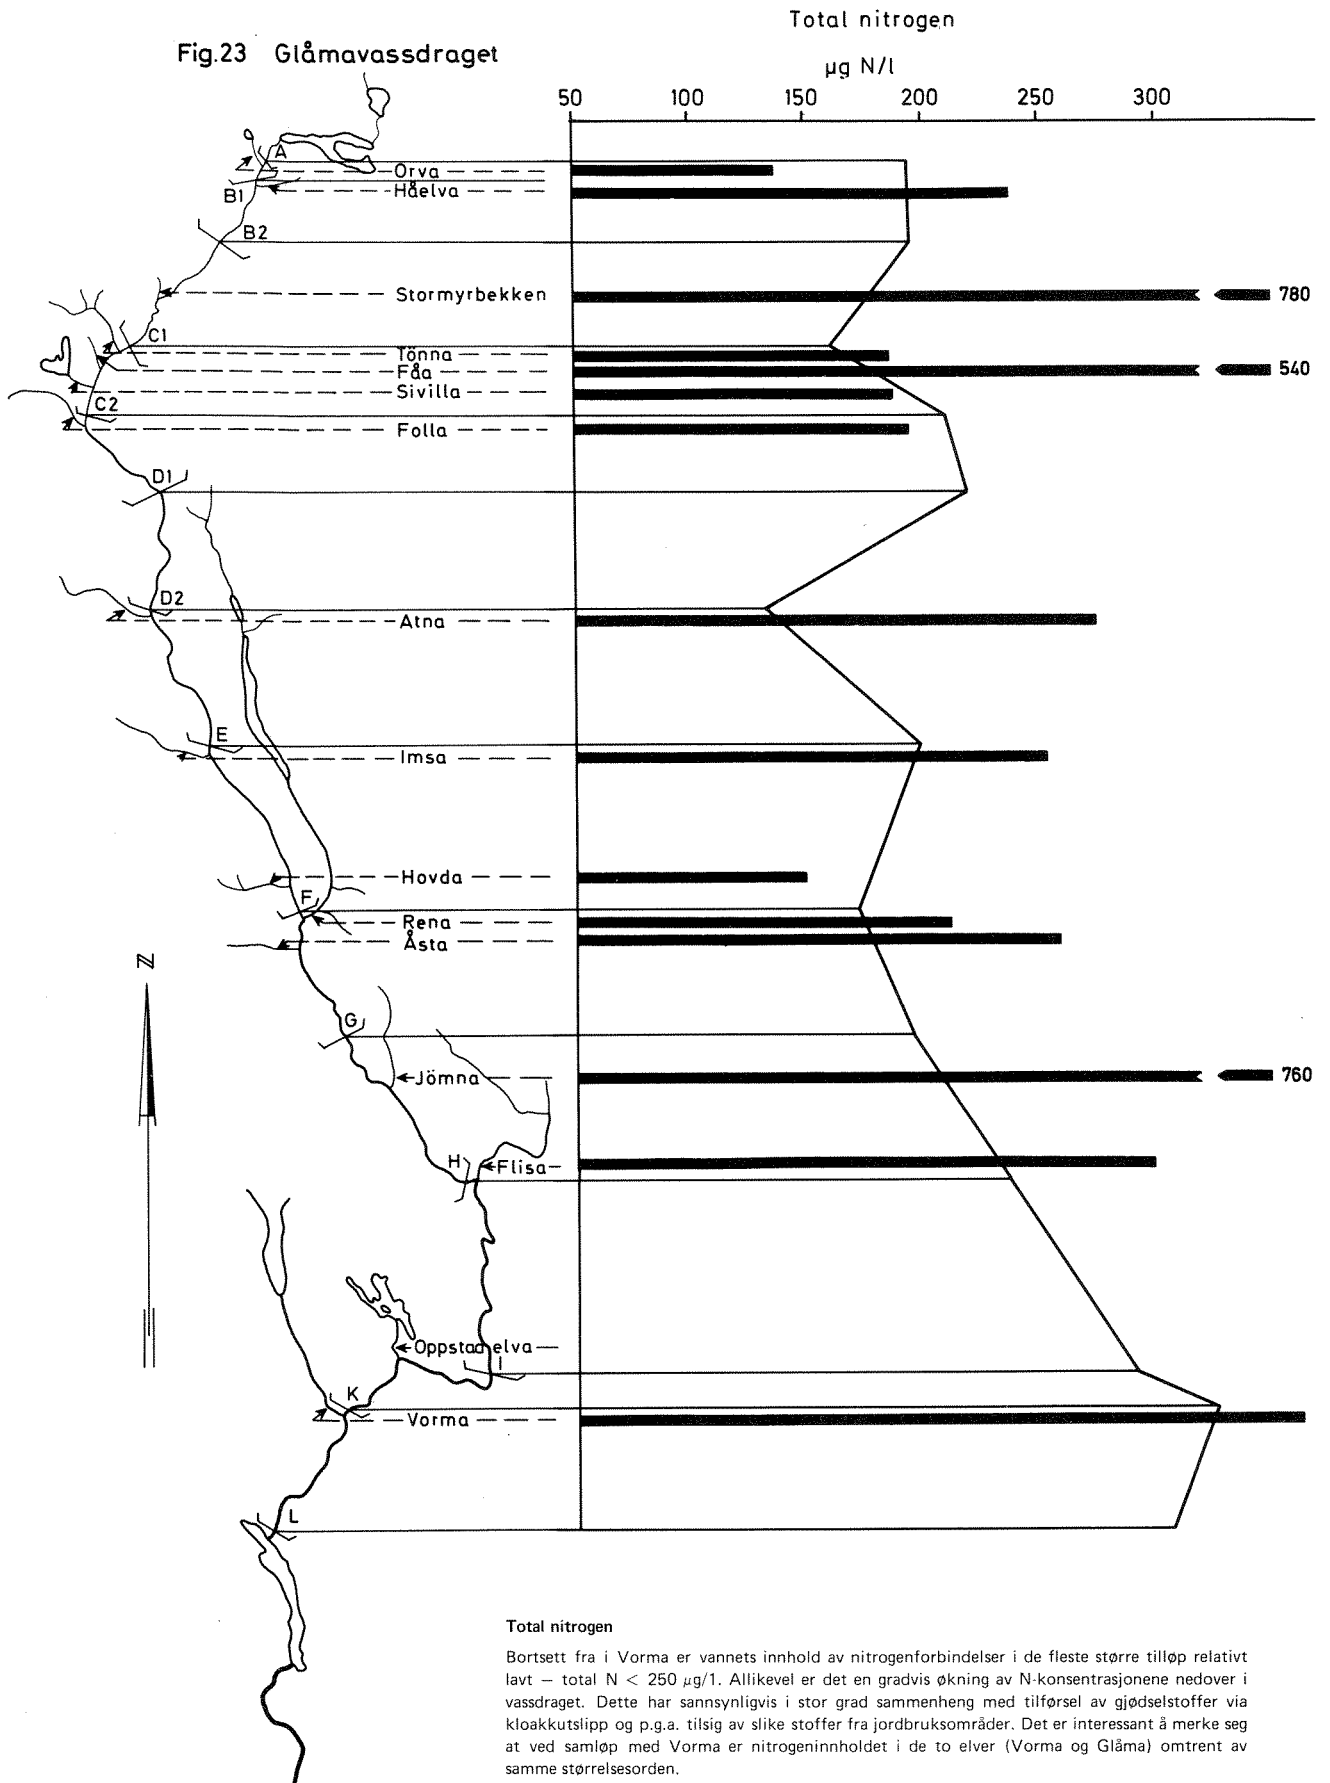 Total nitrogen
Fig.23 Glåmavassdraget
µg N/l
50 100 150 200 250 300
A
Orva
B1
Håelva
B2
Stormyrbekken
780
C1
Tönna
Fåa
540
Sivilla
C2
Folla
D1
D2
Atna
E
Imsa
Hovda
F
Rena
Åsta
N
G
Jömna
760
H
Flisa
Oppstad elva
I
K
Vorma
L
Total nitrogen
Bortsett fra i Vorma er vannets innhold av nitrogenforbindelser i de fleste større tilløp relativt
lavt – total N < 250 µg/1. Allikevel er det en gradvis økning av N-konsentrasjonene nedover i
vassdraget. Dette har sannsynligvis i stor grad sammenheng med tilførsel av gjødselstoffer via
kloakkutslipp og p.g.a. tilsig av slike stoffer fra jordbruksområder. Det er interessant å merke seg
at ved samløp med Vorma er nitrogeninnholdet i de to elver (Vorma og Glåma) omtrent av
samme størrelsesorden.